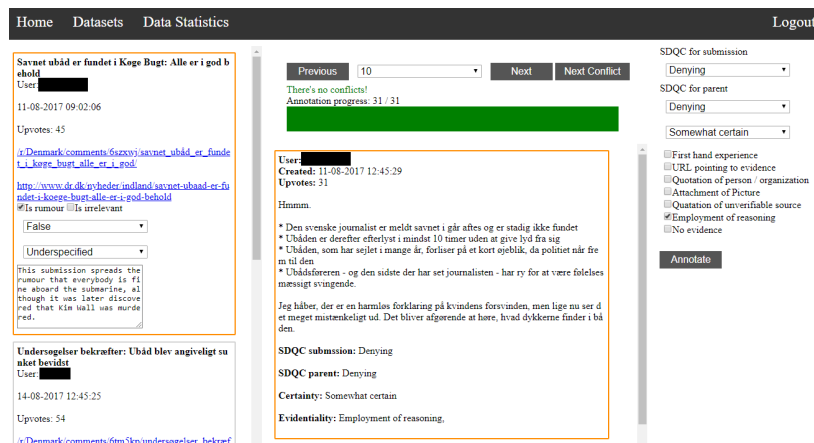 Home Datasets Data Statistics Logout
Savnet ubåd er fundet i Køge Bugt: Alle er i god b
ehold
User:
11-08-2017 09:02:06
Upvotes: 45
/r/Denmark/comments/6szxwj/savnet_ubåd_er_funde
t_i_køge_bugt_alle_er_i_god/
http://www.dr.dk/nyheder/indland/savnet-ubaad-er-fu
ndet-i-koege-bugt-alle-er-i-god-behold
Is rumour Is irrelevant
False
Underspecified
This submission spreads the
rumour that everybody is fi
ne aboard the submarine, al
though it was later discove
red that Kim Wall was murde
red.
Undersøgelser bekræfter: Ubåd blev angiveligt su
nket bevidst
User:
14-08-2017 12:45:25
Upvotes: 54
/r/Denmark/comments/6tm5kp/undersøgelser_bekræf
Previous 10 Next Next Conflict
There's no conflicts!
Annotation progress: 31 / 31
User:
Created: 11-08-2017 12:45:29
Upvotes: 31
Hmmm.
* Den svenske journalist er meldt savnet i går aftes og er stadig ikke fundet
* Ubåden er derefter efterlyst i mindst 10 timer uden at give lyd fra sig
* Ubåden, som har sejlet i mange år, forliser på et kort øjeblik, da politiet når fre
m til den
* Ubådsføreren - og den sidste der har set journalisten - har ry for at være følelses
mæssigt svingende.
Jeg håber, der er en harmløs forklaring på kvindens forsvinden, men lige nu ser d
et meget mistænkeligt ud. Det bliver afgørende at høre, hvad dykkerne finder i bå
den.
SDQC submssion: Denying
SDQC parent: Denying
Certainty: Somewhat certain
Evidentiality: Employment of reasoning,
SDQC for submission
Denying
SDQC for parent
Denying
Somewhat certain
First hand experience
URL pointing to evidence
Quotation of person / organization
Attachment of Picture
Quatation of unverifiable source
Employment of reasoning
No evidence
Annotate